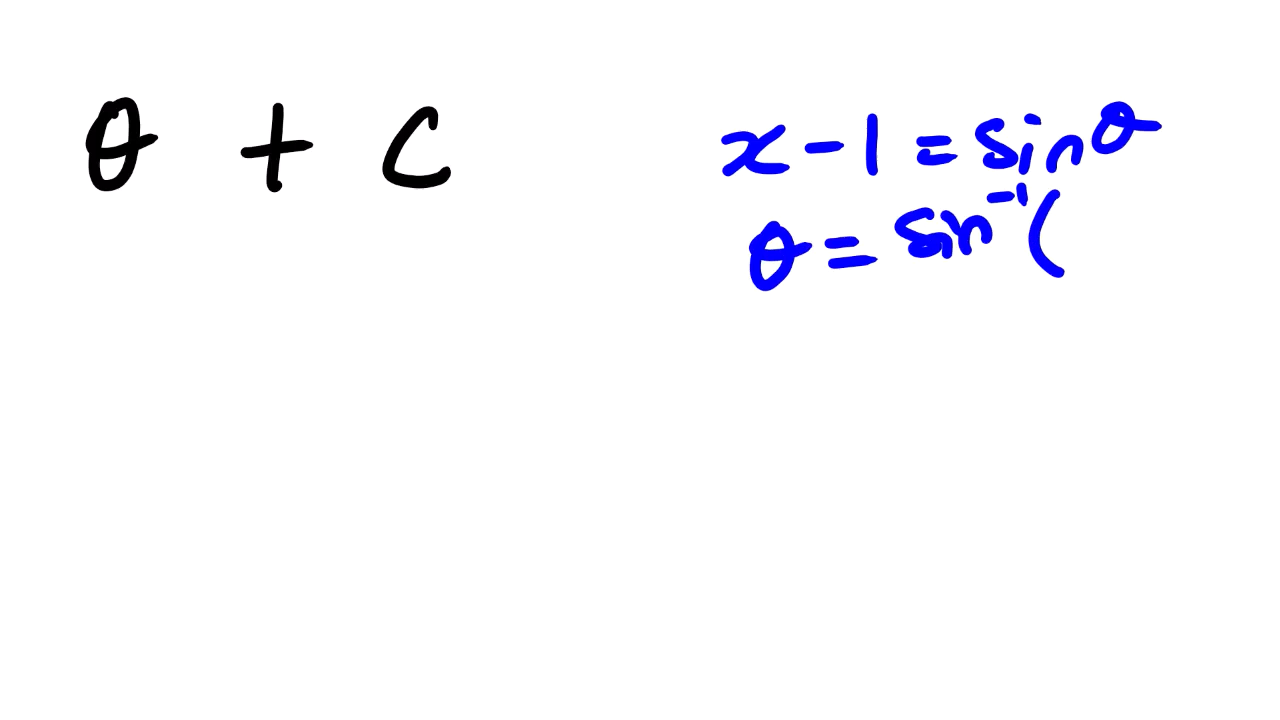 θ + c
x - 1 = sin θ
θ = sin⁻¹(